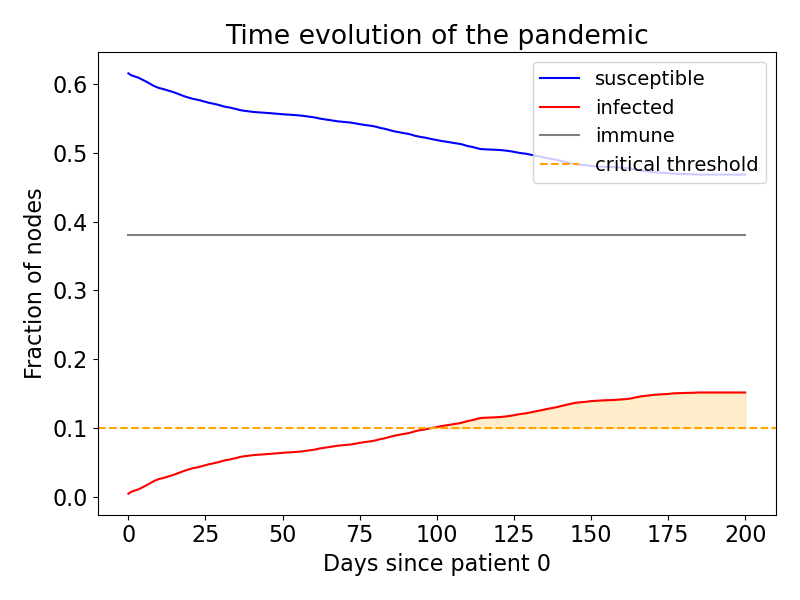 Time evolution of the pandemic
susceptible
infected
immune
critical threshold
Fraction of nodes
0.6
0.5
0.4
0.3
0.2
0.1
0.0
0 25 50 75 100 125 150 175 200
Days since patient 0